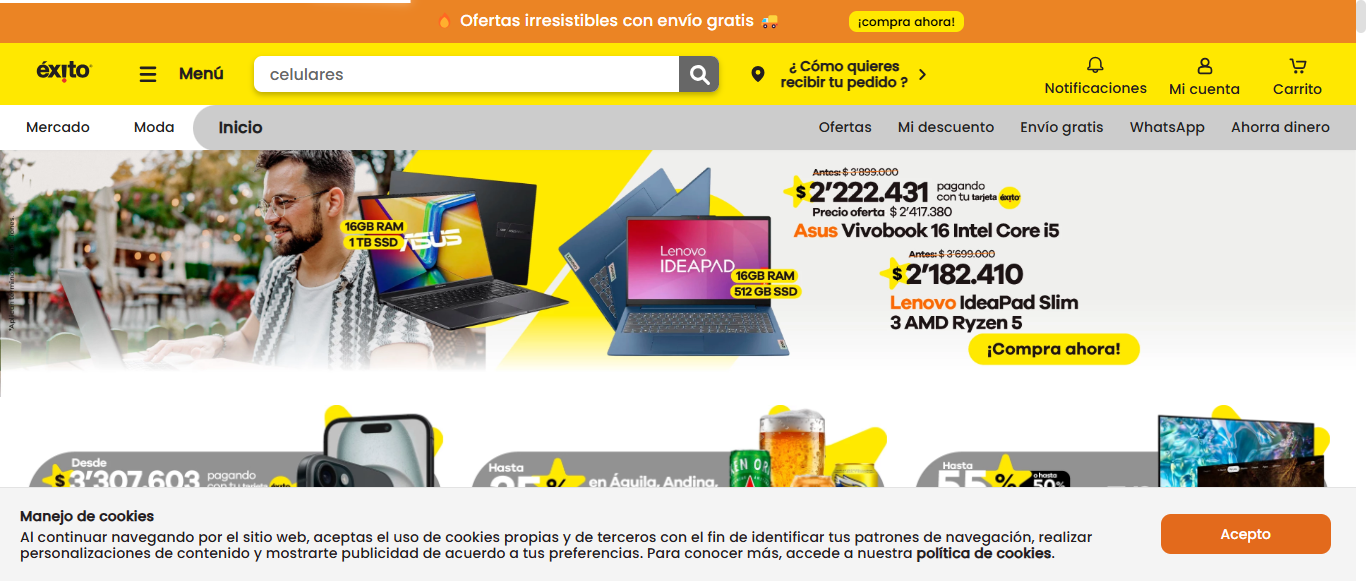 Ofertas irresistibles con envío gratis
¡compra ahora!
éxito
Menú
celulares
¿ Cómo quieres
recibir tu pedido ?
Notificaciones
Mi cuenta
Carrito
Mercado
Moda
Inicio
Ofertas
Mi descuento
Envío gratis
WhatsApp
Ahorra dinero
16GB RAM
1 TB SSD
ASUS
Lenovo
IDEAPAD
16GB RAM
512 GB SSD
Antes: $ 3'899.000
$ 2'222.431 pagando
con tu tarjeta éxito
Precio oferta $ 2'417.380
Asus Vivobook 16 Intel Core i5
Antes: $ 3'699.000
$ 2'182.410
Lenovo IdeaPad Slim
3 AMD Ryzen 5
¡Compra ahora!
Desde
$ 3'307.603 pagando
con tu tarjeta éxito
Hasta
% en Águila, Andina,
Hasta
55% o hasta
50%
Manejo de cookies
Al continuar navegando por el sitio web, aceptas el uso de cookies propias y de terceros con el fin de identificar tus patrones de navegación, realizar
personalizaciones de contenido y mostrarte publicidad de acuerdo a tus preferencias. Para conocer más, accede a nuestra política de cookies.
Acepto